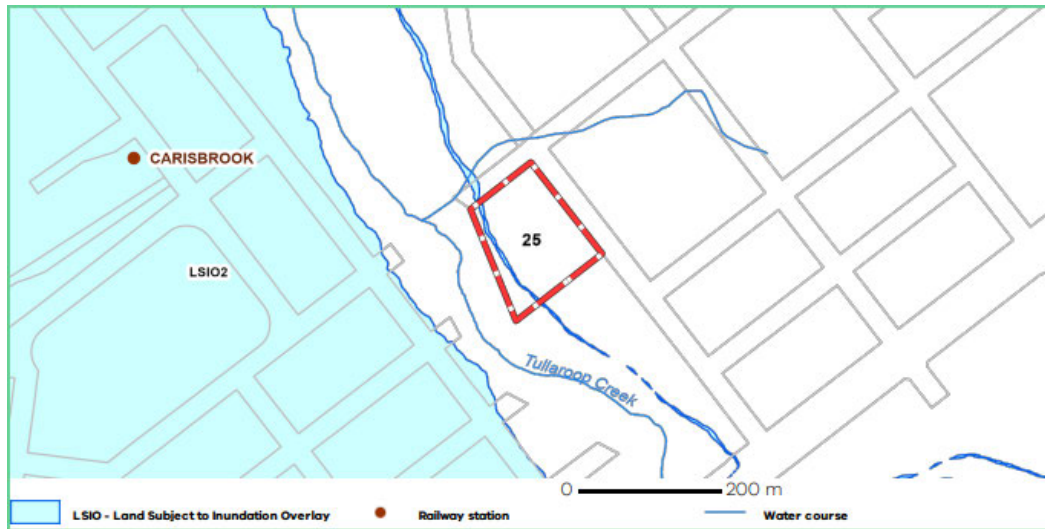 CARISBROOK
25
LSIO2
Tullaroop Creek
0 200 m
LSIO - Land Subject to Inundation Overlay Railway station Water course